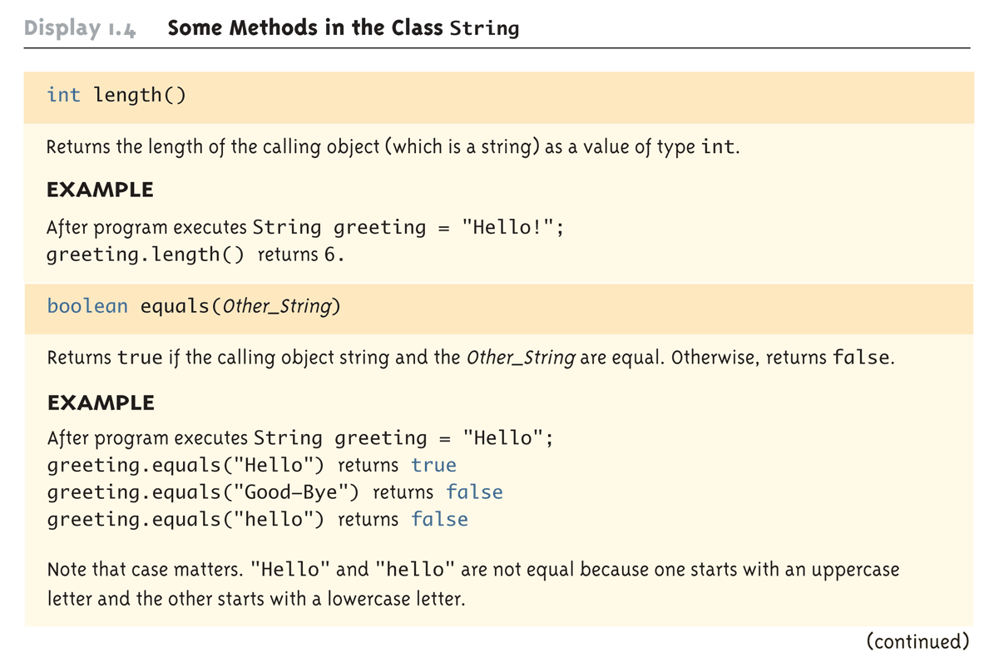 Display 1.4 Some Methods in the Class String
int length()
Returns the length of the calling object (which is a string) as a value of type int.
EXAMPLE
After program executes String greeting = "Hello!";
greeting.length() returns 6.
boolean equals(Other_String)
Returns true if the calling object string and the Other_String are equal. Otherwise, returns false.
EXAMPLE
After program executes String greeting = "Hello";
greeting.equals("Hello") returns true
greeting.equals("Good–Bye") returns false
greeting.equals("hello") returns false
Note that case matters. "Hello" and "hello" are not equal because one starts with an uppercase
letter and the other starts with a lowercase letter.
(continued)